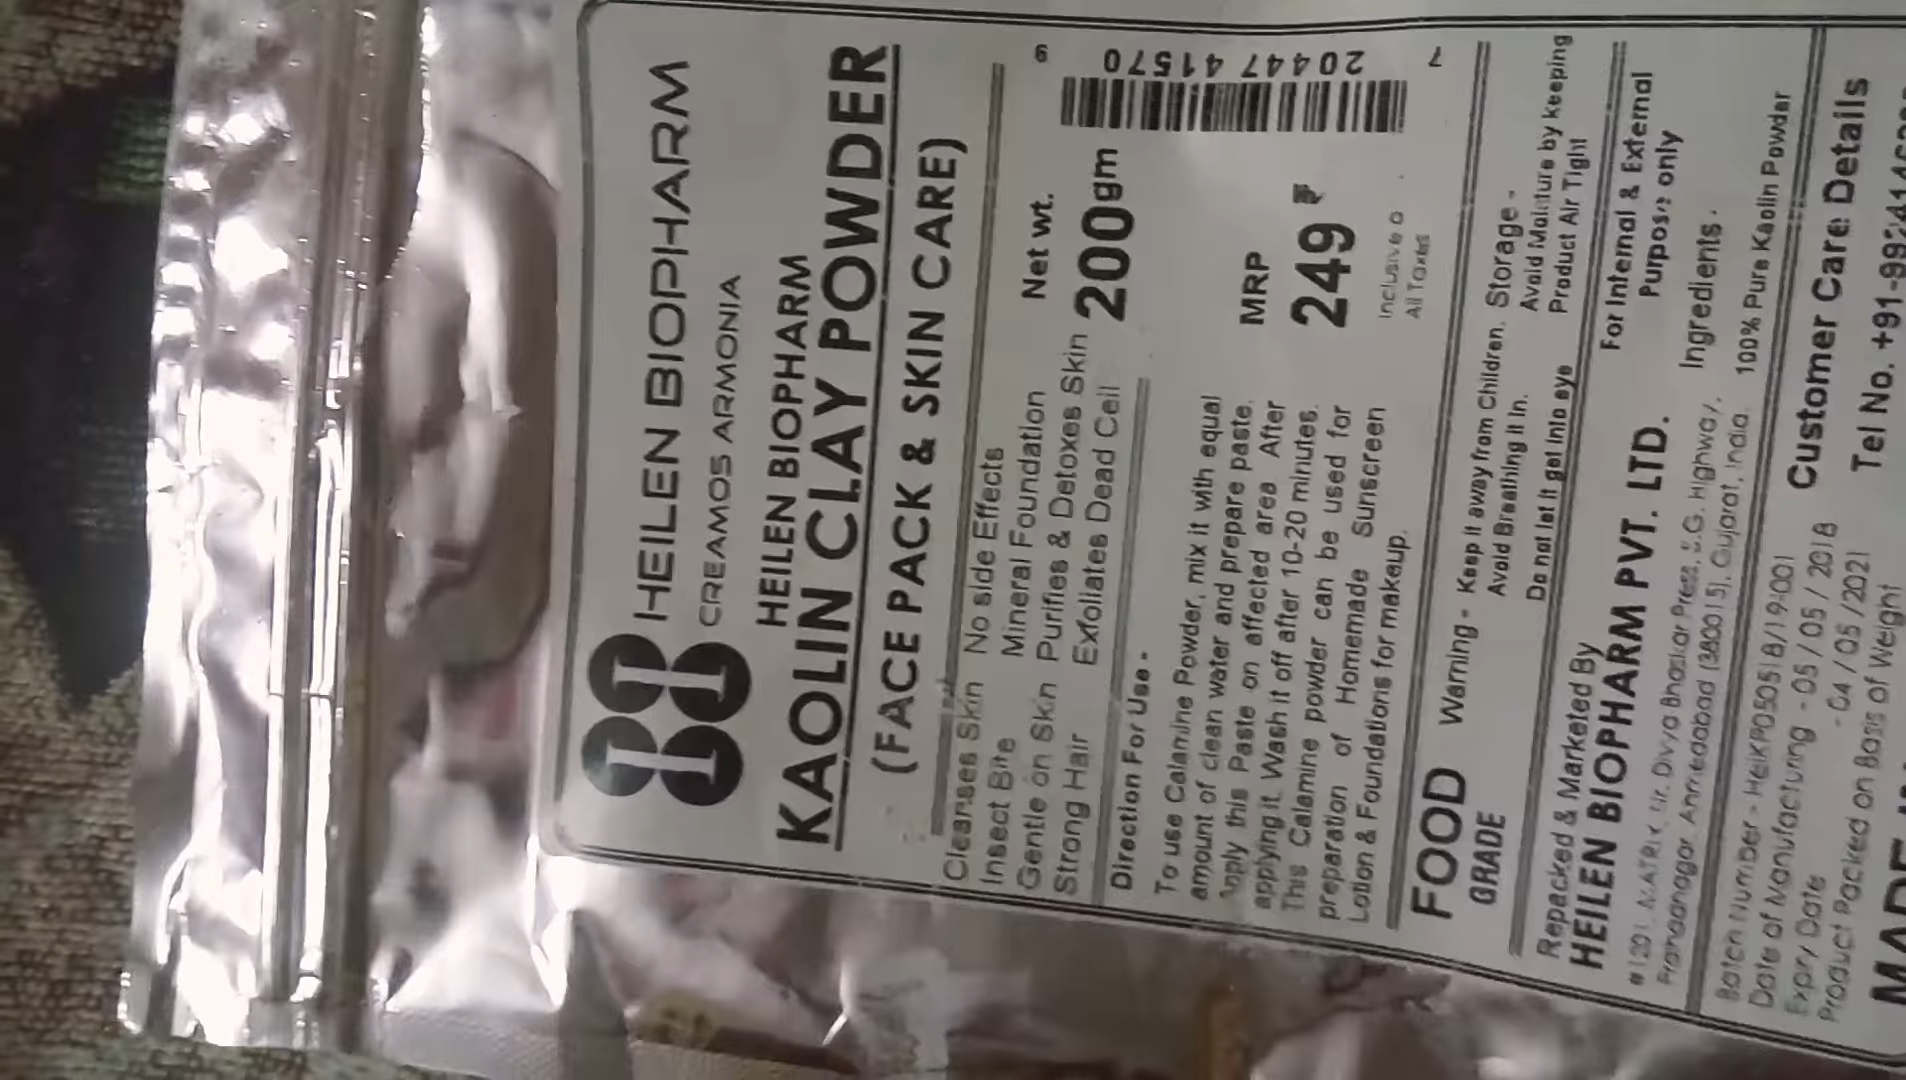 HEILEN BIOPHARM
CREAMOS ARMONIA
HEILEN BIOPHARM
KAOLIN CLAY POWDER
(FACE PACK & SKIN CARE)
Cleanses Skin No side Effects
Insect Bite Mineral Foundation
Gentle on Skin Purifies & Detoxes Skin
Strong Hair Exfoliates Dead Cell
Net wt.
200gm
9 20447 41570 7
Direction For Use -
To use Calamine Powder, mix it with equal
amount of clean water and prepare paste.
Apply this Paste on affected area After
applying it. Wash it off after 10-20 minutes.
This Calamine powder can be used for
preparation of Homemade Sunscreen
Lotion & Foundations for makeup.
MRP
249 ₹
Inclusive o
All Taxes
FOOD
GRADE
Warning - Keep it away from Children.
Avoid Breathing it in.
Do not let it get into eye
Storage -
Avoid Moisture by keeping
Product Air Tight
Repacked & Marketed By
HEILEN BIOPHARM PVT. LTD.
Divya Bhaskar Press, S.G. Highway,
(380015), Gujarat, India.
For Internal & External
Purpose only
Ingredients -
100% Pure Kaolin Powder
Batch Number -
Date of Manufacturing - 05 / 05 / 2018
Expiry Date - 04 / 05 /2021
Product Packed on Basis of Weight
Customer Care Details
Tel No. +91-